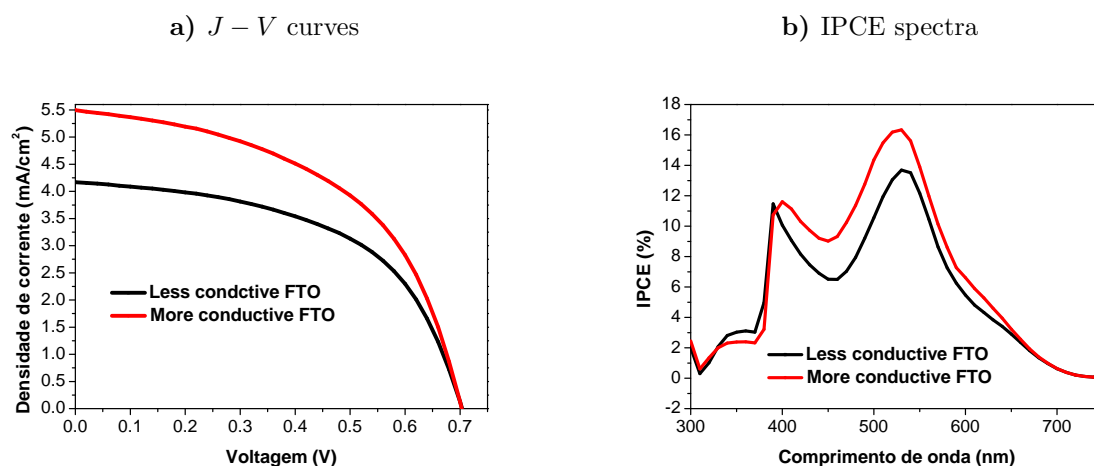 a) J − V curves
5.5
5.0
4.5
4.0
3.5
3.0
2.5
2.0
1.5
1.0
0.5
0.0
Densidade de corrente (mA/cm²)
Less condctive FTO
More conductive FTO
0.0 0.1 0.2 0.3 0.4 0.5 0.6 0.7
Voltagem (V)
b) IPCE spectra
18
16
14
12
10
8
6
4
2
0
-2
IPCE (%)
Less conductive FTO
More conductive FTO
300 400 500 600 700
Comprimento de onda (nm)